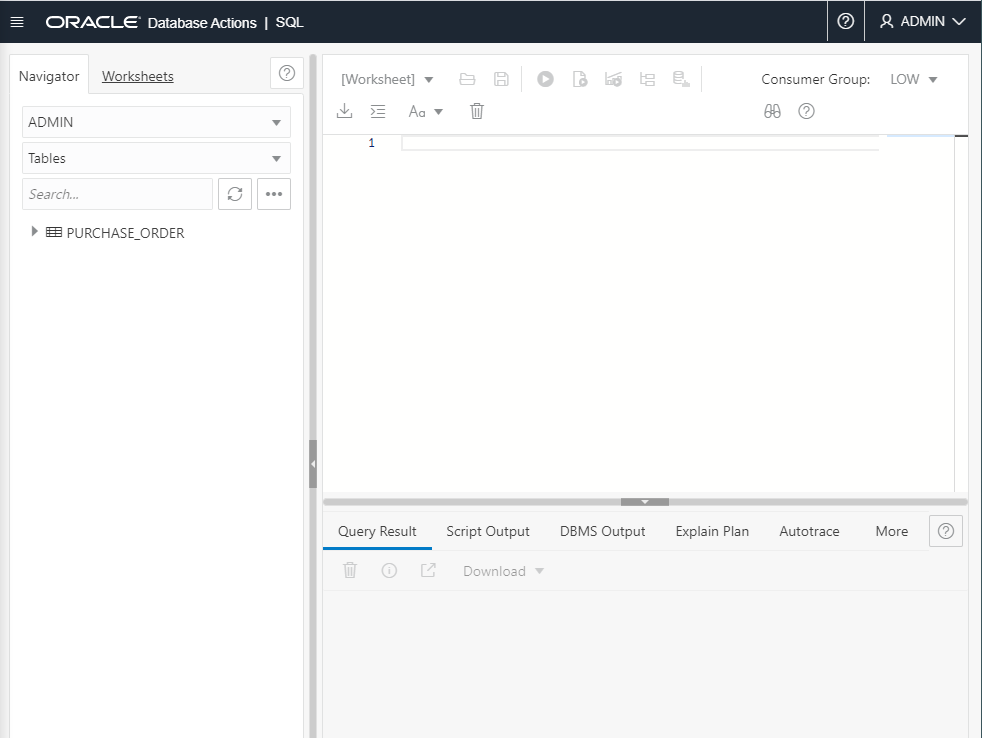 ORACLE Database Actions | SQL
ADMIN
Navigator Worksheets
ADMIN
Tables
Search...
PURCHASE_ORDER
[Worksheet] Consumer Group: LOW
Aa
1
Query Result Script Output DBMS Output Explain Plan Autotrace More
Download